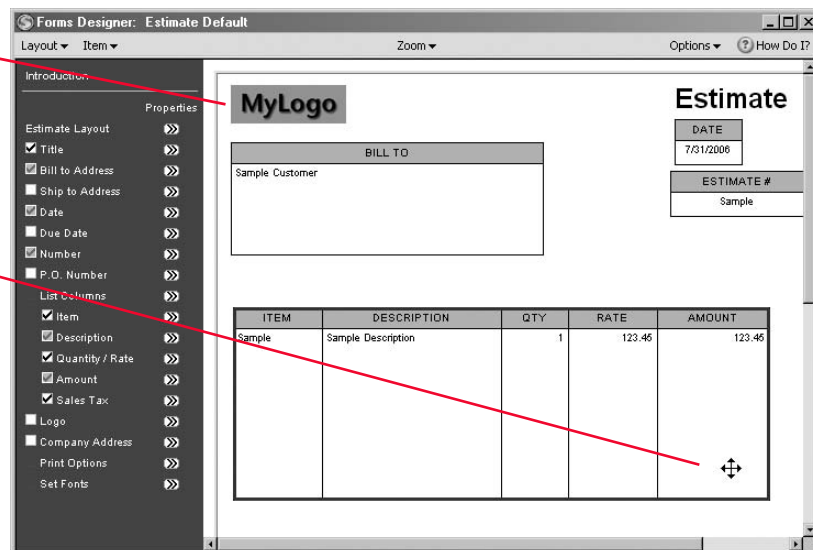 Forms Designer: Estimate Default
Layout Item Zoom Options ? How Do I?
Introduction
Properties
Estimate Layout
Title
Bill to Address
Ship to Address
Date
Due Date
Number
P.O. Number
List Columns
Item
Description
Quantity / Rate
Amount
Sales Tax
Logo
Company Address
Print Options
Set Fonts
MyLogo
Estimate
DATE
7/31/2006
BILL TO
Sample Customer
ESTIMATE #
Sample
ITEM DESCRIPTION QTY RATE AMOUNT
Sample Sample Description 1 123.45 123.45